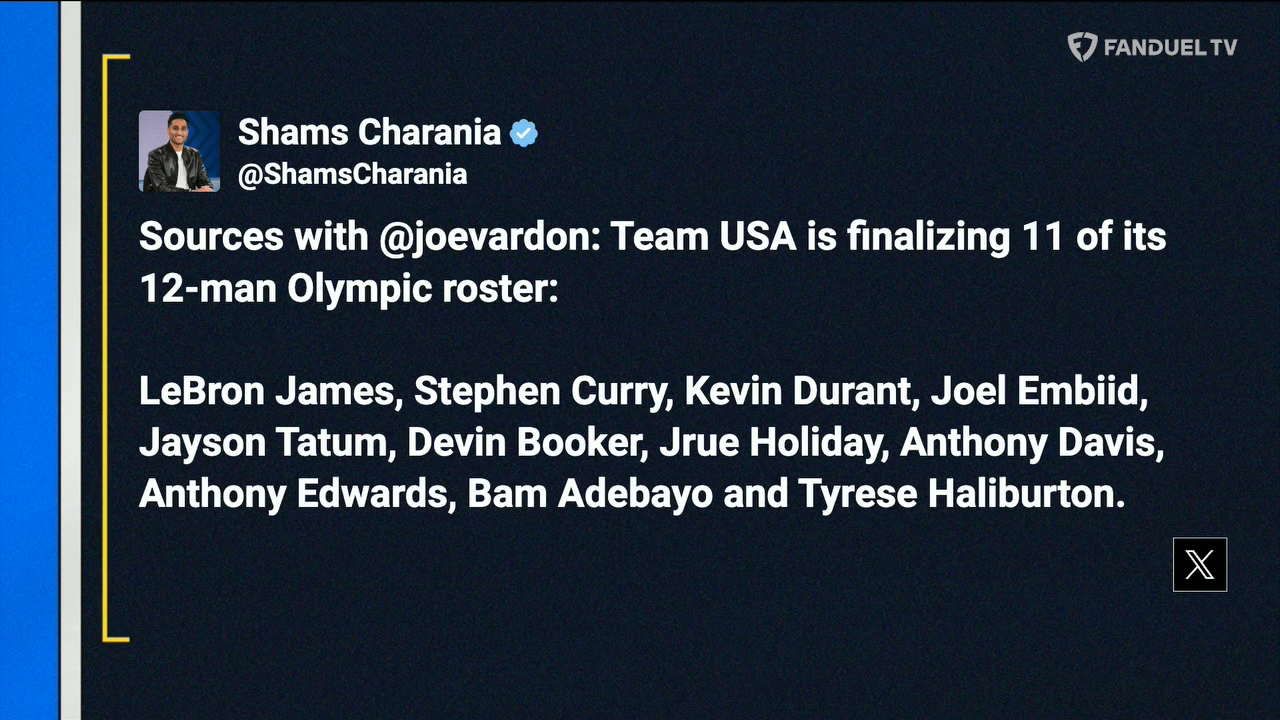 FANDUEL TV
Shams Charania
@ShamsCharania
Sources with @joevardon: Team USA is finalizing 11 of its
12-man Olympic roster:
LeBron James, Stephen Curry, Kevin Durant, Joel Embiid,
Jayson Tatum, Devin Booker, Jrue Holiday, Anthony Davis,
Anthony Edwards, Bam Adebayo and Tyrese Haliburton.
X